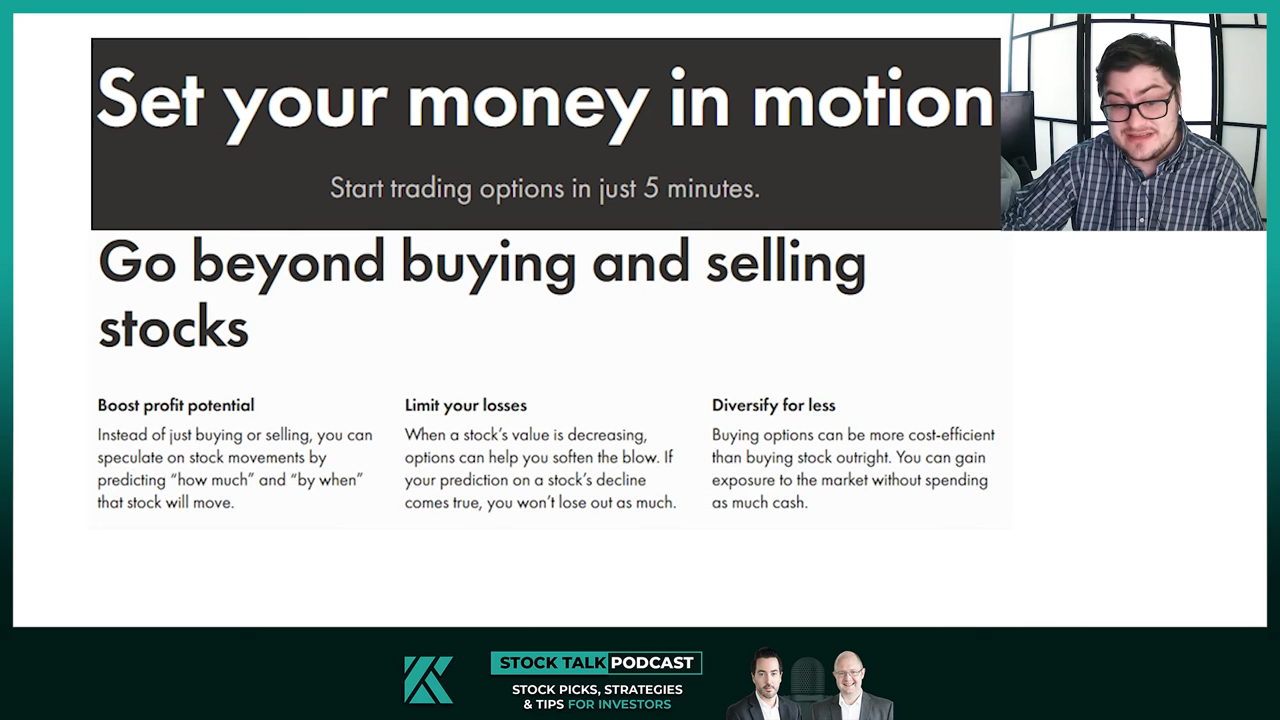 Set your money in motion
Start trading options in just 5 minutes.
Go beyond buying and selling
stocks
Boost profit potential
Instead of just buying or selling, you can
speculate on stock movements by
predicting “how much” and “by when”
that stock will move.
Limit your losses
When a stock’s value is decreasing,
options can help you soften the blow. If
your prediction on a stock’s decline
comes true, you won’t lose out as much.
Diversify for less
Buying options can be more cost-efficient
than buying stock outright. You can gain
exposure to the market without spending
as much cash.
STOCK TALK PODCAST
STOCK PICKS, STRATEGIES
& TIPS FOR INVESTORS